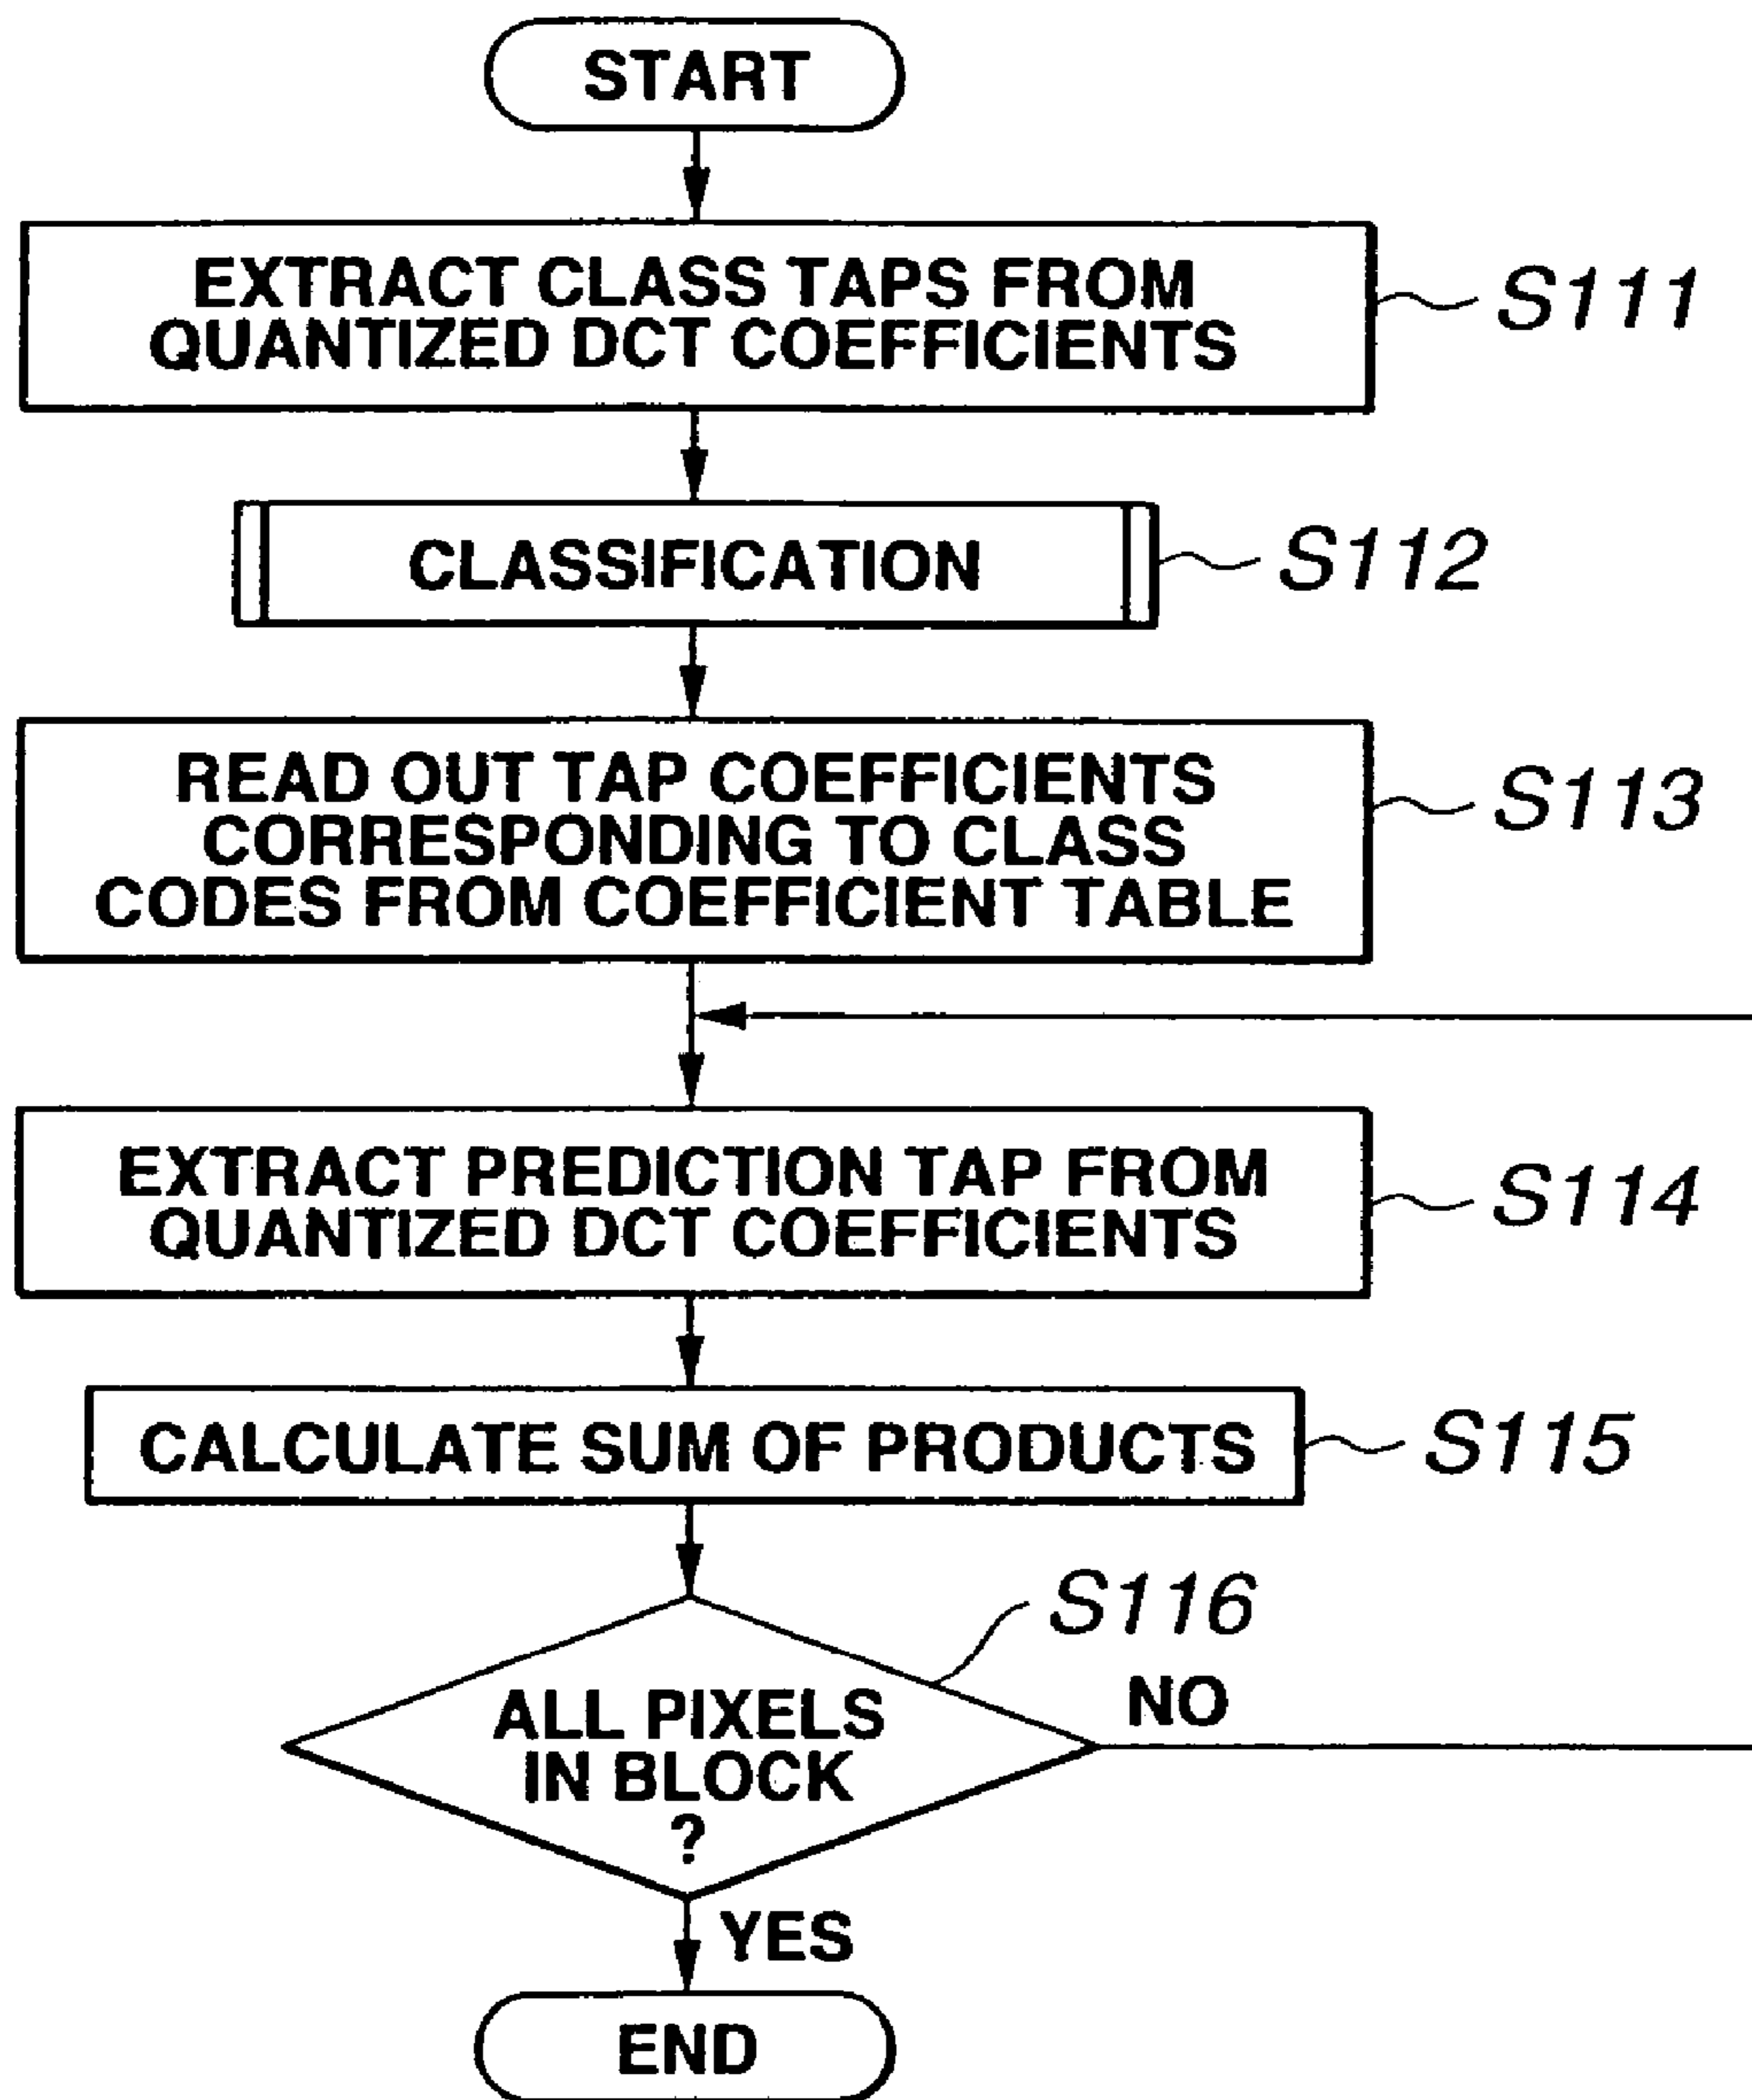 START
EXTRACT CLASS TAPS FROM
QUANTIZED DCT COEFFICIENTS
S111
CLASSIFICATION
S112
READ OUT TAP COEFFICIENTS
CORRESPONDING TO CLASS
CODES FROM COEFFICIENT TABLE
S113
EXTRACT PREDICTION TAP FROM
QUANTIZED DCT COEFFICIENTS
S114
CALCULATE SUM OF PRODUCTS
S115
S116
ALL PIXELS
IN BLOCK
?
NO
YES
END